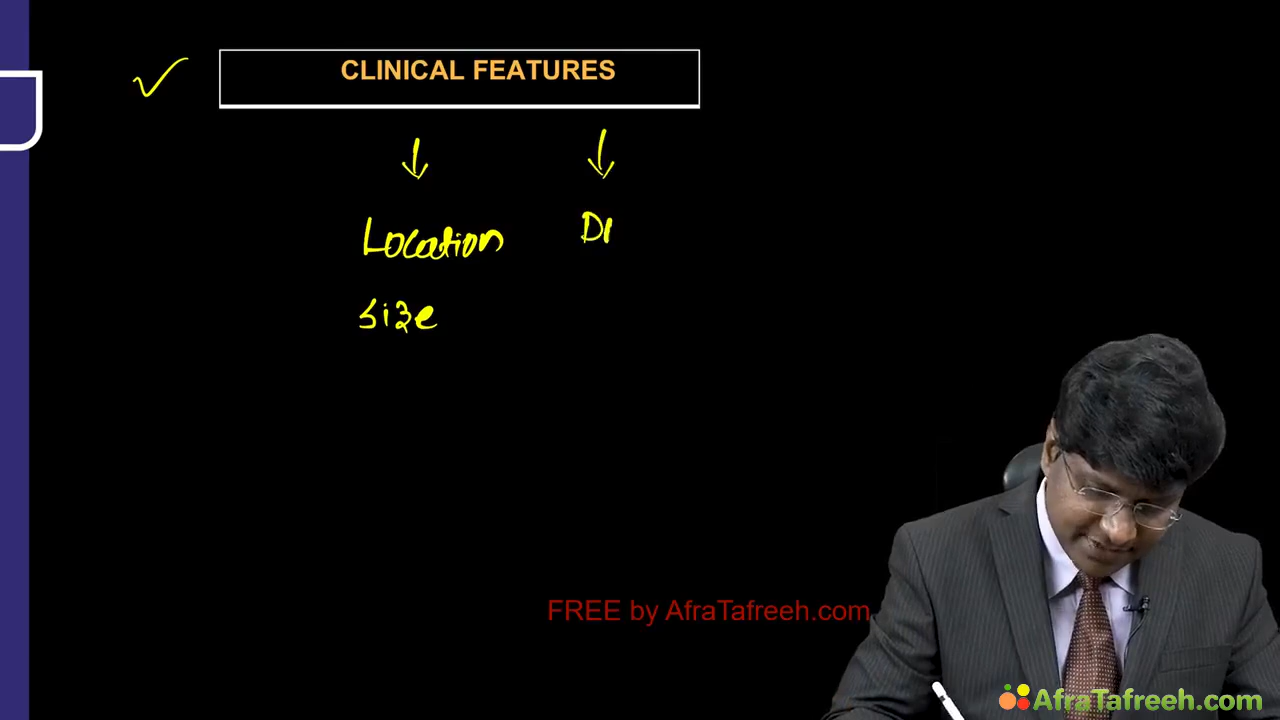 CLINICAL FEATURES
Location
DI
Size
FREE by AfraTafreeh.com
AfraTafreeh.com